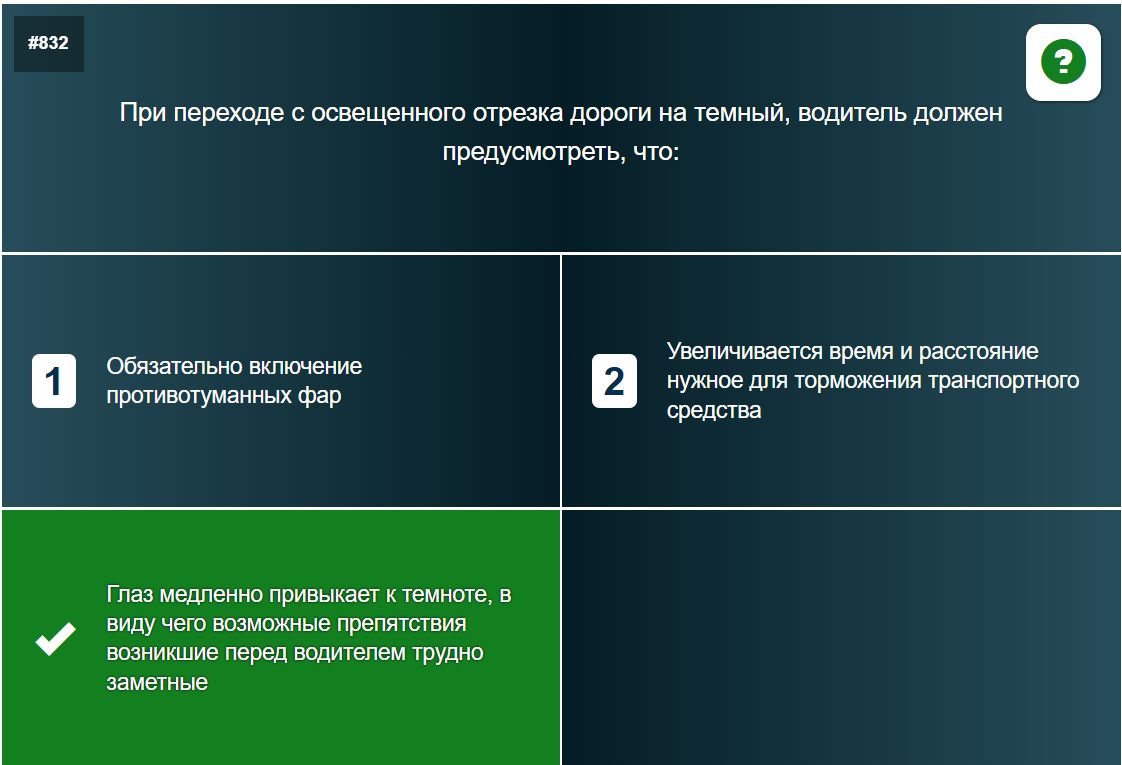 #832
?
При переходе с освещенного отрезка дороги на темный, водитель должен
предусмотреть, что:
1
Обязательно включение
противотуманных фар
2
Увеличивается время и расстояние
нужное для торможения транспортного
средства
Глаз медленно привыкает к темноте, в
виду чего возможные препятствия
возникшие перед водителем трудно
заметные